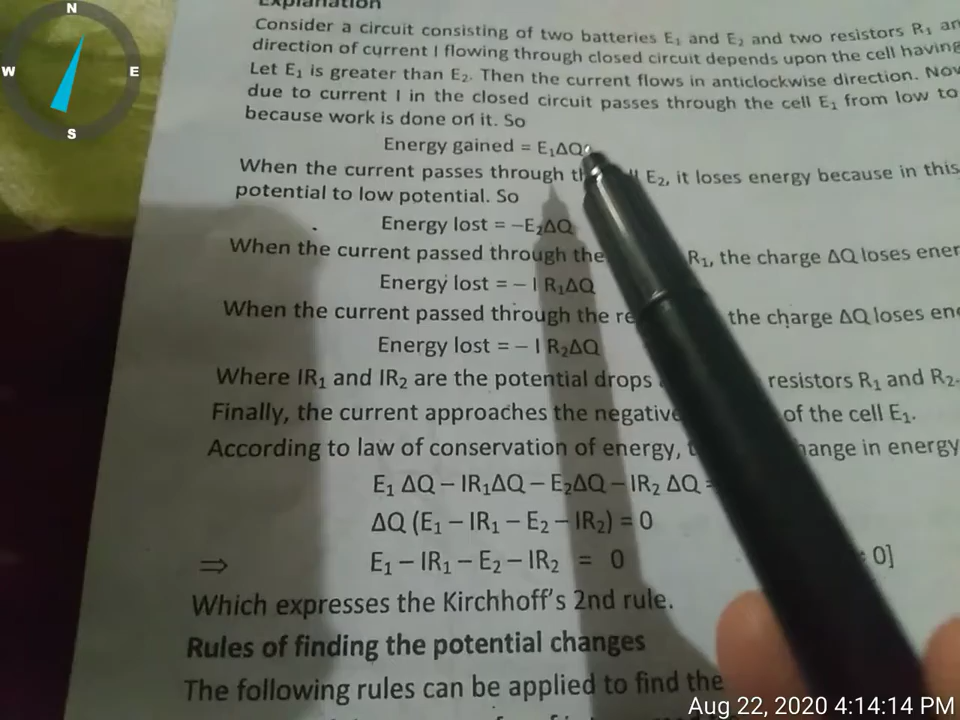 Explanation
Consider a circuit consisting of two batteries E₁ and E₂ and two resistors R₁
direction of current I flowing through closed circuit depends upon the cell having
Let E₁ is greater than E₂. Then the current flows in anticlockwise direction.
due to current I in the closed circuit passes through the cell E₁ from low to
because work is done on it. So
Energy gained = E₁ΔQ
When the current passes through E₂, it loses energy because in this
potential to low potential. So
Energy lost = −E₂ΔQ
When the current passed through the R₁, the charge ΔQ loses
Energy lost = − I R₁ΔQ
When the current passed through the the charge ΔQ loses
Energy lost = − I R₂ΔQ
Where IR₁ and IR₂ are the potential drops resistors R₁ and R₂.
Finally, the current approaches the negative of the cell E₁.
According to law of conservation of energy, change in energy
E₁ ΔQ − IR₁ΔQ − E₂ΔQ − IR₂ ΔQ =
ΔQ (E₁ − IR₁ − E₂ − IR₂) = 0
⇒ E₁ − IR₁ − E₂ − IR₂ = 0 0]
Which expresses the Kirchhoff's 2nd rule.
Rules of finding the potential changes
The following rules can be applied to find the
N
W E
S
Aug 22, 2020 4:14:14 PM